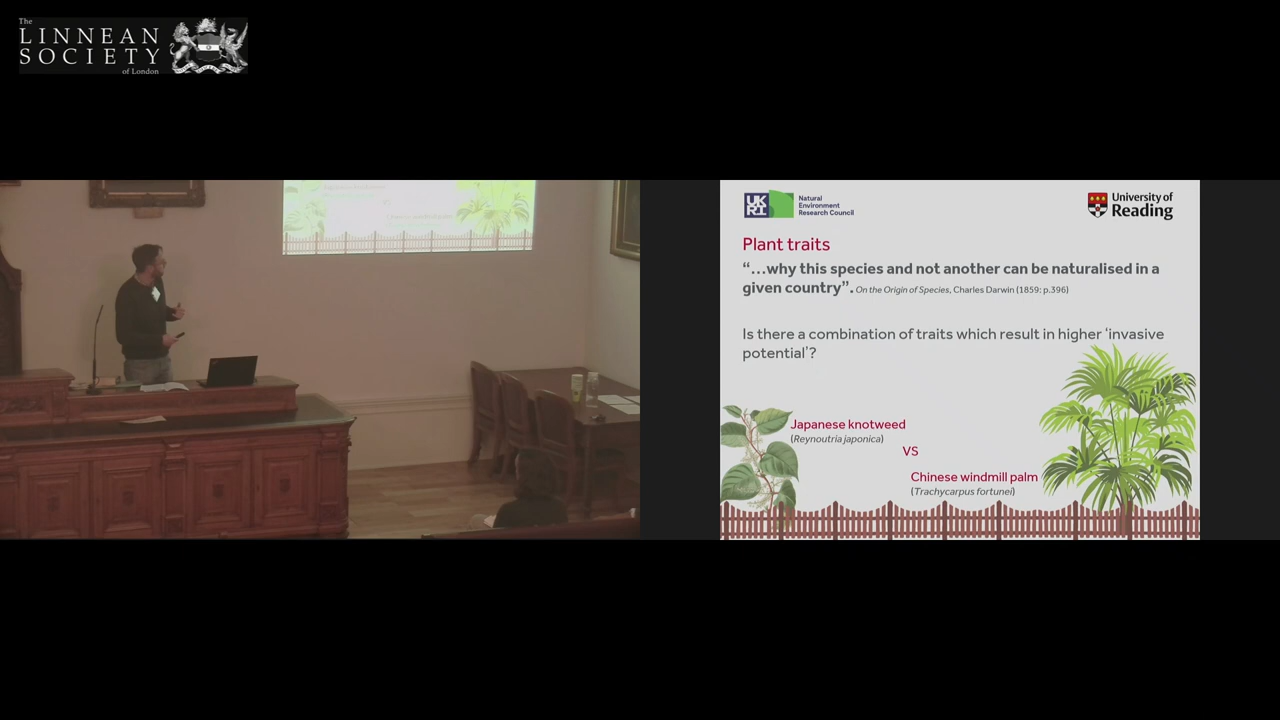 The
LINNEAN
SOCIETY
of London
UK
RI
Natural
Environment
Research Council
University of
Reading
Plant traits
“...why this species and not another can be naturalised in a
given country”. On the Origin of Species, Charles Darwin (1859: p.396)
Is there a combination of traits which result in higher ‘invasive
potential’?
Japanese knotweed
(Reynoutria japonica)
VS
Chinese windmill palm
(Trachycarpus fortunei)